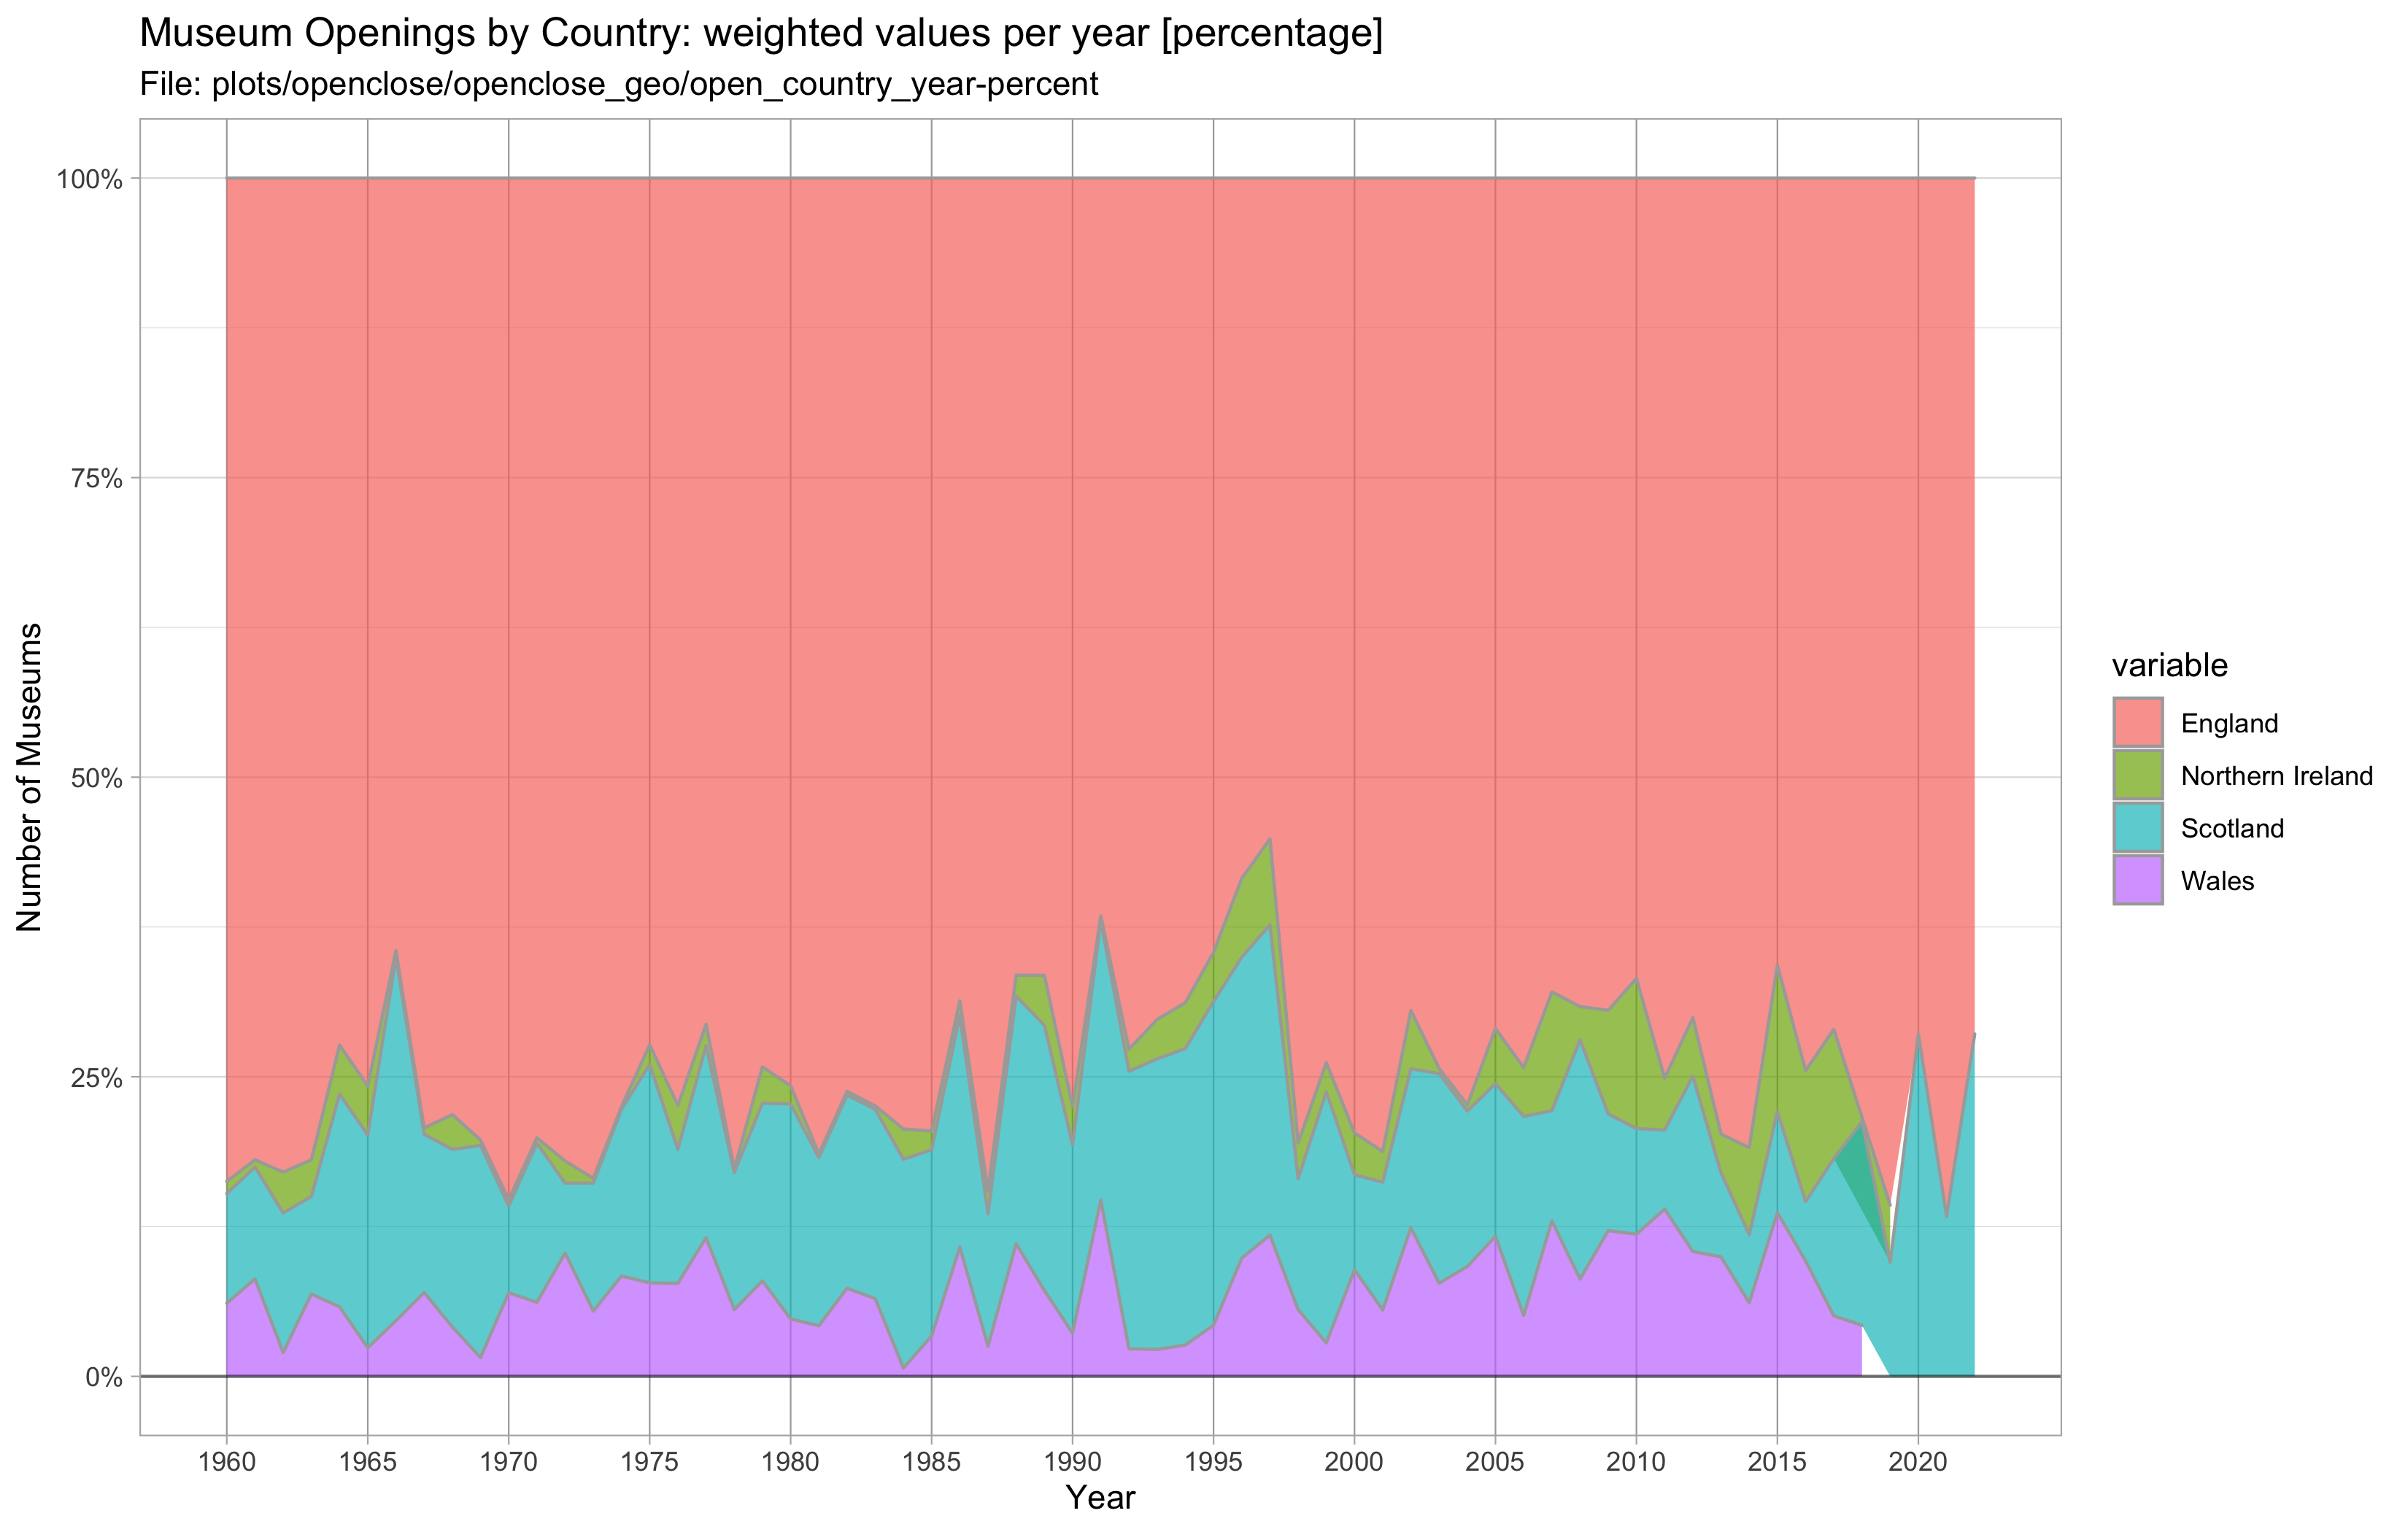 Museum Openings by Country: weighted values per year [percentage]
File: plots/openclose/openclose_geo/open_country_year-percent
100%
75%
50%
25%
0%
Number of Museums
1960 1965 1970 1975 1980 1985 1990 1995 2000 2005 2010 2015 2020
Year
variable
England
Northern Ireland
Scotland
Wales